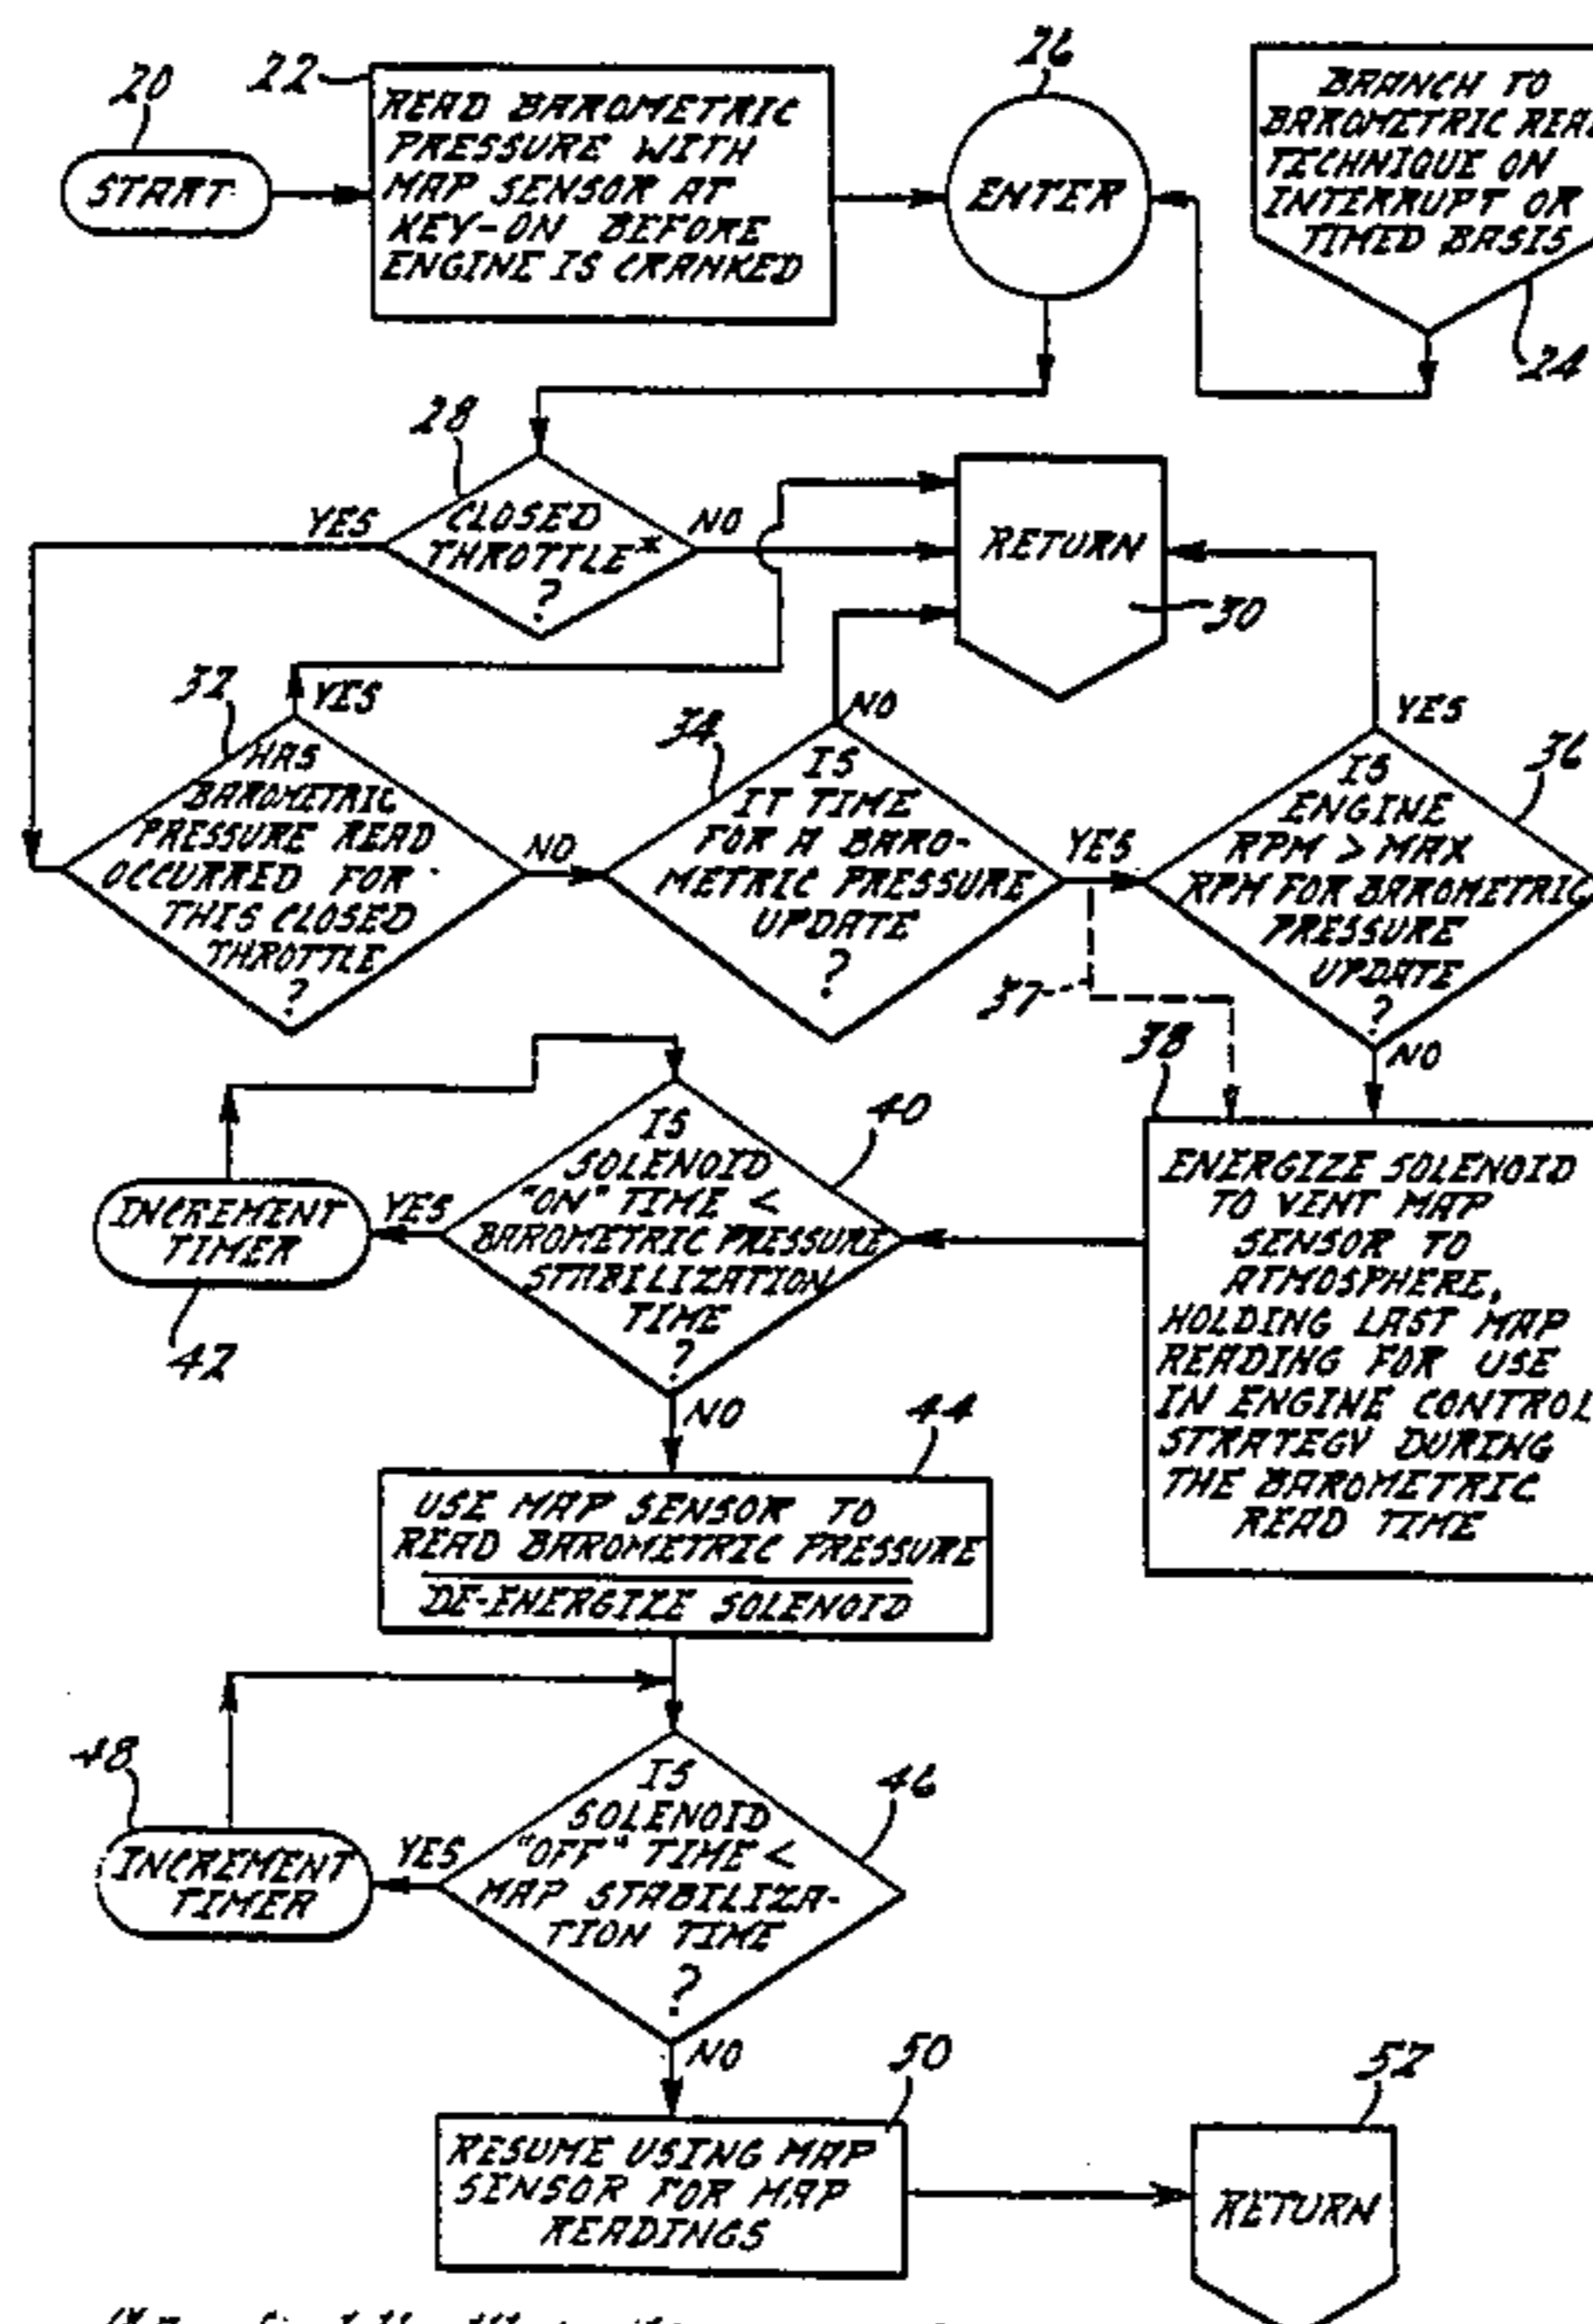 20
START
22
READ BAROMETRIC
PRESSURE WITH
MAP SENSOR AT
KEY-ON BEFORE
ENGINE IS CRANKED
26
ENTER
BRANCH TO
BAROMETRIC
TECHNIQUE ON
INTERRUPT OR
TIMED BASIS
24
28
CLOSED
THROTTLE*
?
YES
NO
RETURN
30
32
HAS
BAROMETRIC
PRESSURE READ
OCCURRED FOR
THIS CLOSED
THROTTLE
?
YES
NO
34
IS
IT TIME
FOR A BARO-
METRIC PRESSURE
UPDATE
?
NO
YES
36
IS
ENGINE
RPM > MAX
RPM FOR BAROMETRIC
PRESSURE
UPDATE
?
YES
NO
37
38
ENERGIZE SOLENOID
TO VENT MAP
SENSOR TO
ATMOSPHERE,
HOLDING LAST MAP
READING FOR USE
IN ENGINE CONTROL
STRATEGY DURING
THE BAROMETRIC
READ TIME
40
IS
SOLENOID
"ON" TIME <
BAROMETRIC PRESSURE
STABILIZATION
TIME
?
YES
NO
INCREMENT
TIMER
42
44
USE MAP SENSOR TO
READ BAROMETRIC PRESSURE
DE-ENERGIZE SOLENOID
46
IS
SOLENOID
"OFF" TIME <
MAP STABILIZA-
TION TIME
?
YES
NO
48
INCREMENT
TIMER
50
RESUME USING MAP
SENSOR FOR MAP
READINGS
52
RETURN